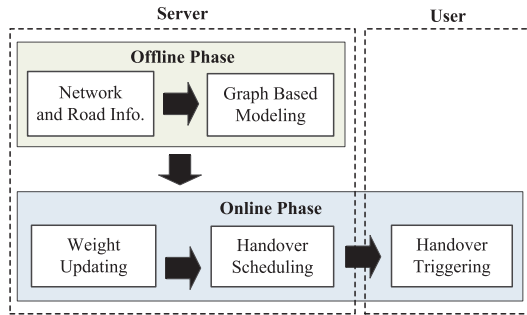 Server
User
Offline Phase
Network
and Road Info.
Graph Based
Modeling
Online Phase
Weight
Updating
Handover
Scheduling
Handover
Triggering